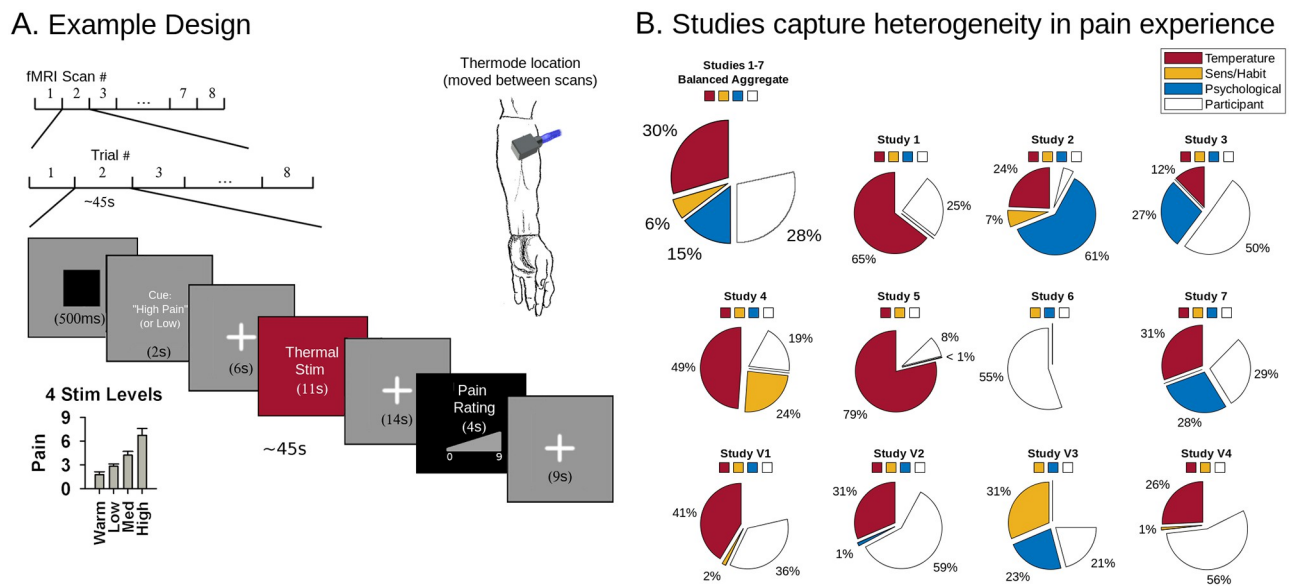 A. Example Design
fMRI Scan #
1 2 3 ... 7 8
Trial #
1 2 3 ... 8
~45s
Thermode location
(moved between scans)
(500ms)
Cue:
"High Pain"
(or Low)
(2s)
(6s)
Thermal
Stim
(11s)
(14s)
Pain
Rating
(4s)
0 9
(9s)
~45s
4 Stim Levels
Pain
9
6
3
0
Warm
Low
Med
High
B. Studies capture heterogeneity in pain experience
Temperature
Sens/Habit
Psychological
Participant
Studies 1-7
Balanced Aggregate
30%
6%
15%
28%
Study 1
25%
65%
Study 2
24%
7%
61%
Study 3
12%
27%
50%
Study 4
49%
19%
24%
Study 5
8%
< 1%
79%
Study 6
55%
Study 7
31%
29%
28%
Study V1
41%
2%
36%
Study V2
31%
1%
59%
Study V3
31%
23%
21%
Study V4
26%
1%
56%